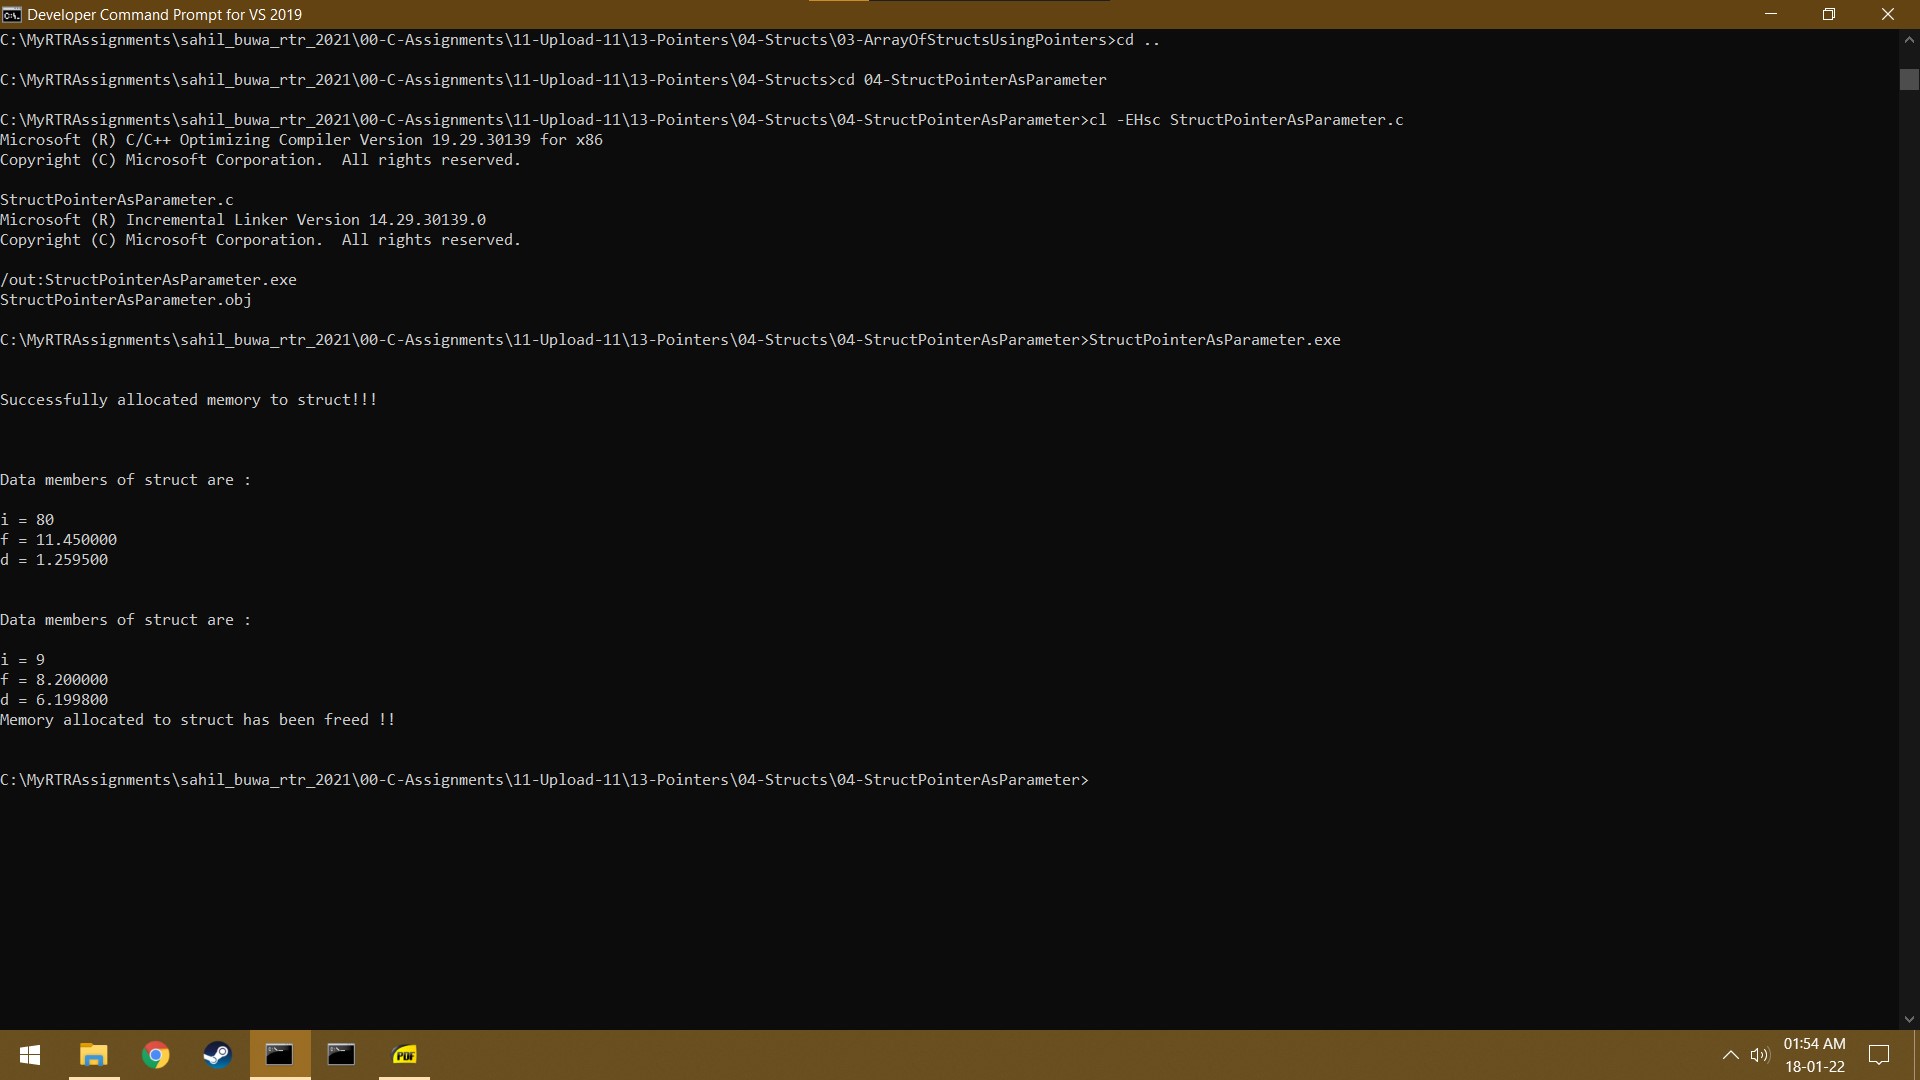 Developer Command Prompt for VS 2019
C:\MyRTRAssignments\sahil_buwa_rtr_2021\00-C-Assignments\11-Upload-11\13-Pointers\04-Structs\03-ArrayOfStructsUsingPointers>cd ..
C:\MyRTRAssignments\sahil_buwa_rtr_2021\00-C-Assignments\11-Upload-11\13-Pointers\04-Structs>cd 04-StructPointerAsParameter
C:\MyRTRAssignments\sahil_buwa_rtr_2021\00-C-Assignments\11-Upload-11\13-Pointers\04-Structs\04-StructPointerAsParameter>cl -EHsc StructPointerAsParameter.c
Microsoft (R) C/C++ Optimizing Compiler Version 19.29.30139 for x86
Copyright (C) Microsoft Corporation.  All rights reserved.
StructPointerAsParameter.c
Microsoft (R) Incremental Linker Version 14.29.30139.0
Copyright (C) Microsoft Corporation.  All rights reserved.
/out:StructPointerAsParameter.exe
StructPointerAsParameter.obj
C:\MyRTRAssignments\sahil_buwa_rtr_2021\00-C-Assignments\11-Upload-11\13-Pointers\04-Structs\04-StructPointerAsParameter>StructPointerAsParameter.exe
Successfully allocated memory to struct!!!
Data members of struct are :
i = 80
f = 11.450000
d = 1.259500
Data members of struct are :
i = 9
f = 8.200000
d = 6.199800
Memory allocated to struct has been freed !!
C:\MyRTRAssignments\sahil_buwa_rtr_2021\00-C-Assignments\11-Upload-11\13-Pointers\04-Structs\04-StructPointerAsParameter>
PDF
01:54 AM
18-01-22